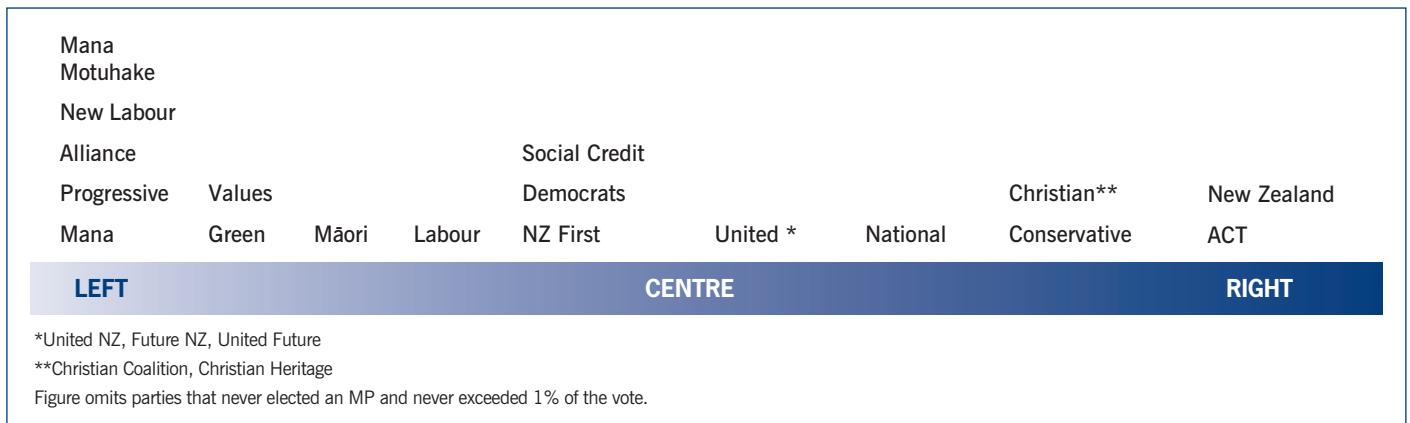 Mana
Motuhake
New Labour
Alliance Social Credit
Progressive Values Democrats Christian** New Zealand
Mana Green Māori Labour NZ First United * National Conservative ACT
LEFT CENTRE RIGHT
*United NZ, Future NZ, United Future
**Christian Coalition, Christian Heritage
Figure omits parties that never elected an MP and never exceeded 1% of the vote.